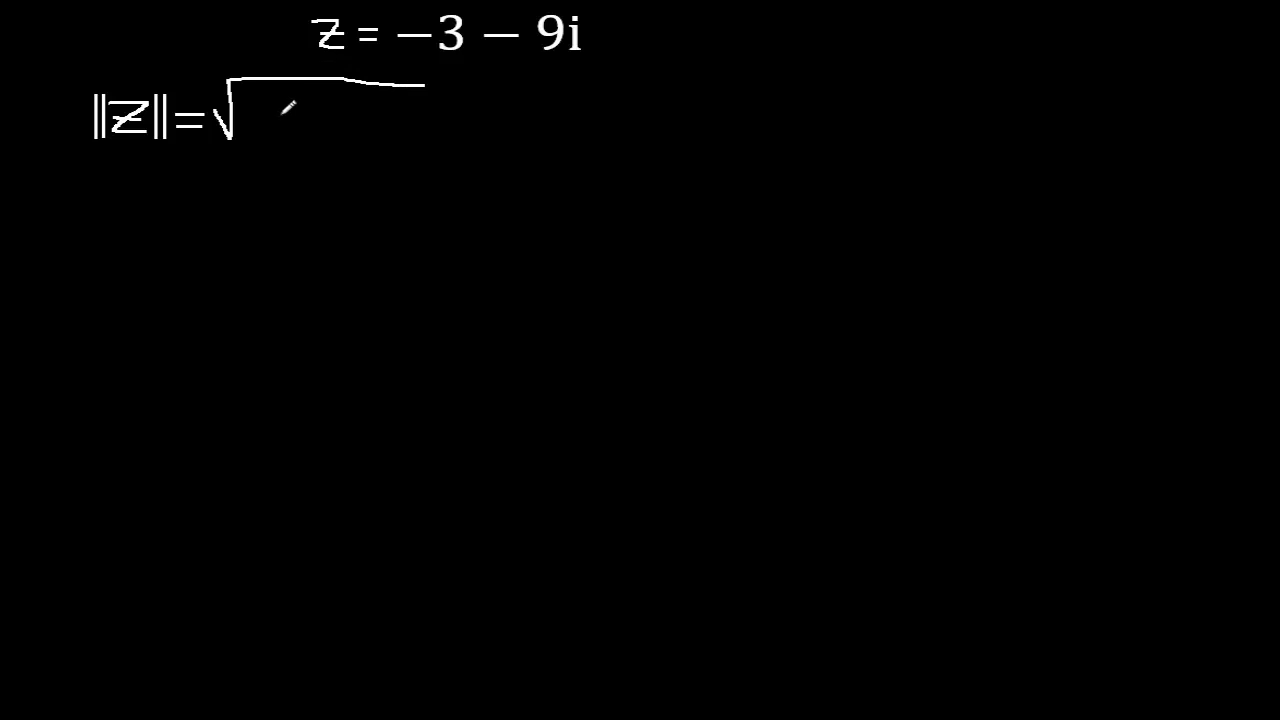 z = −3 − 9i
‖z‖ = √